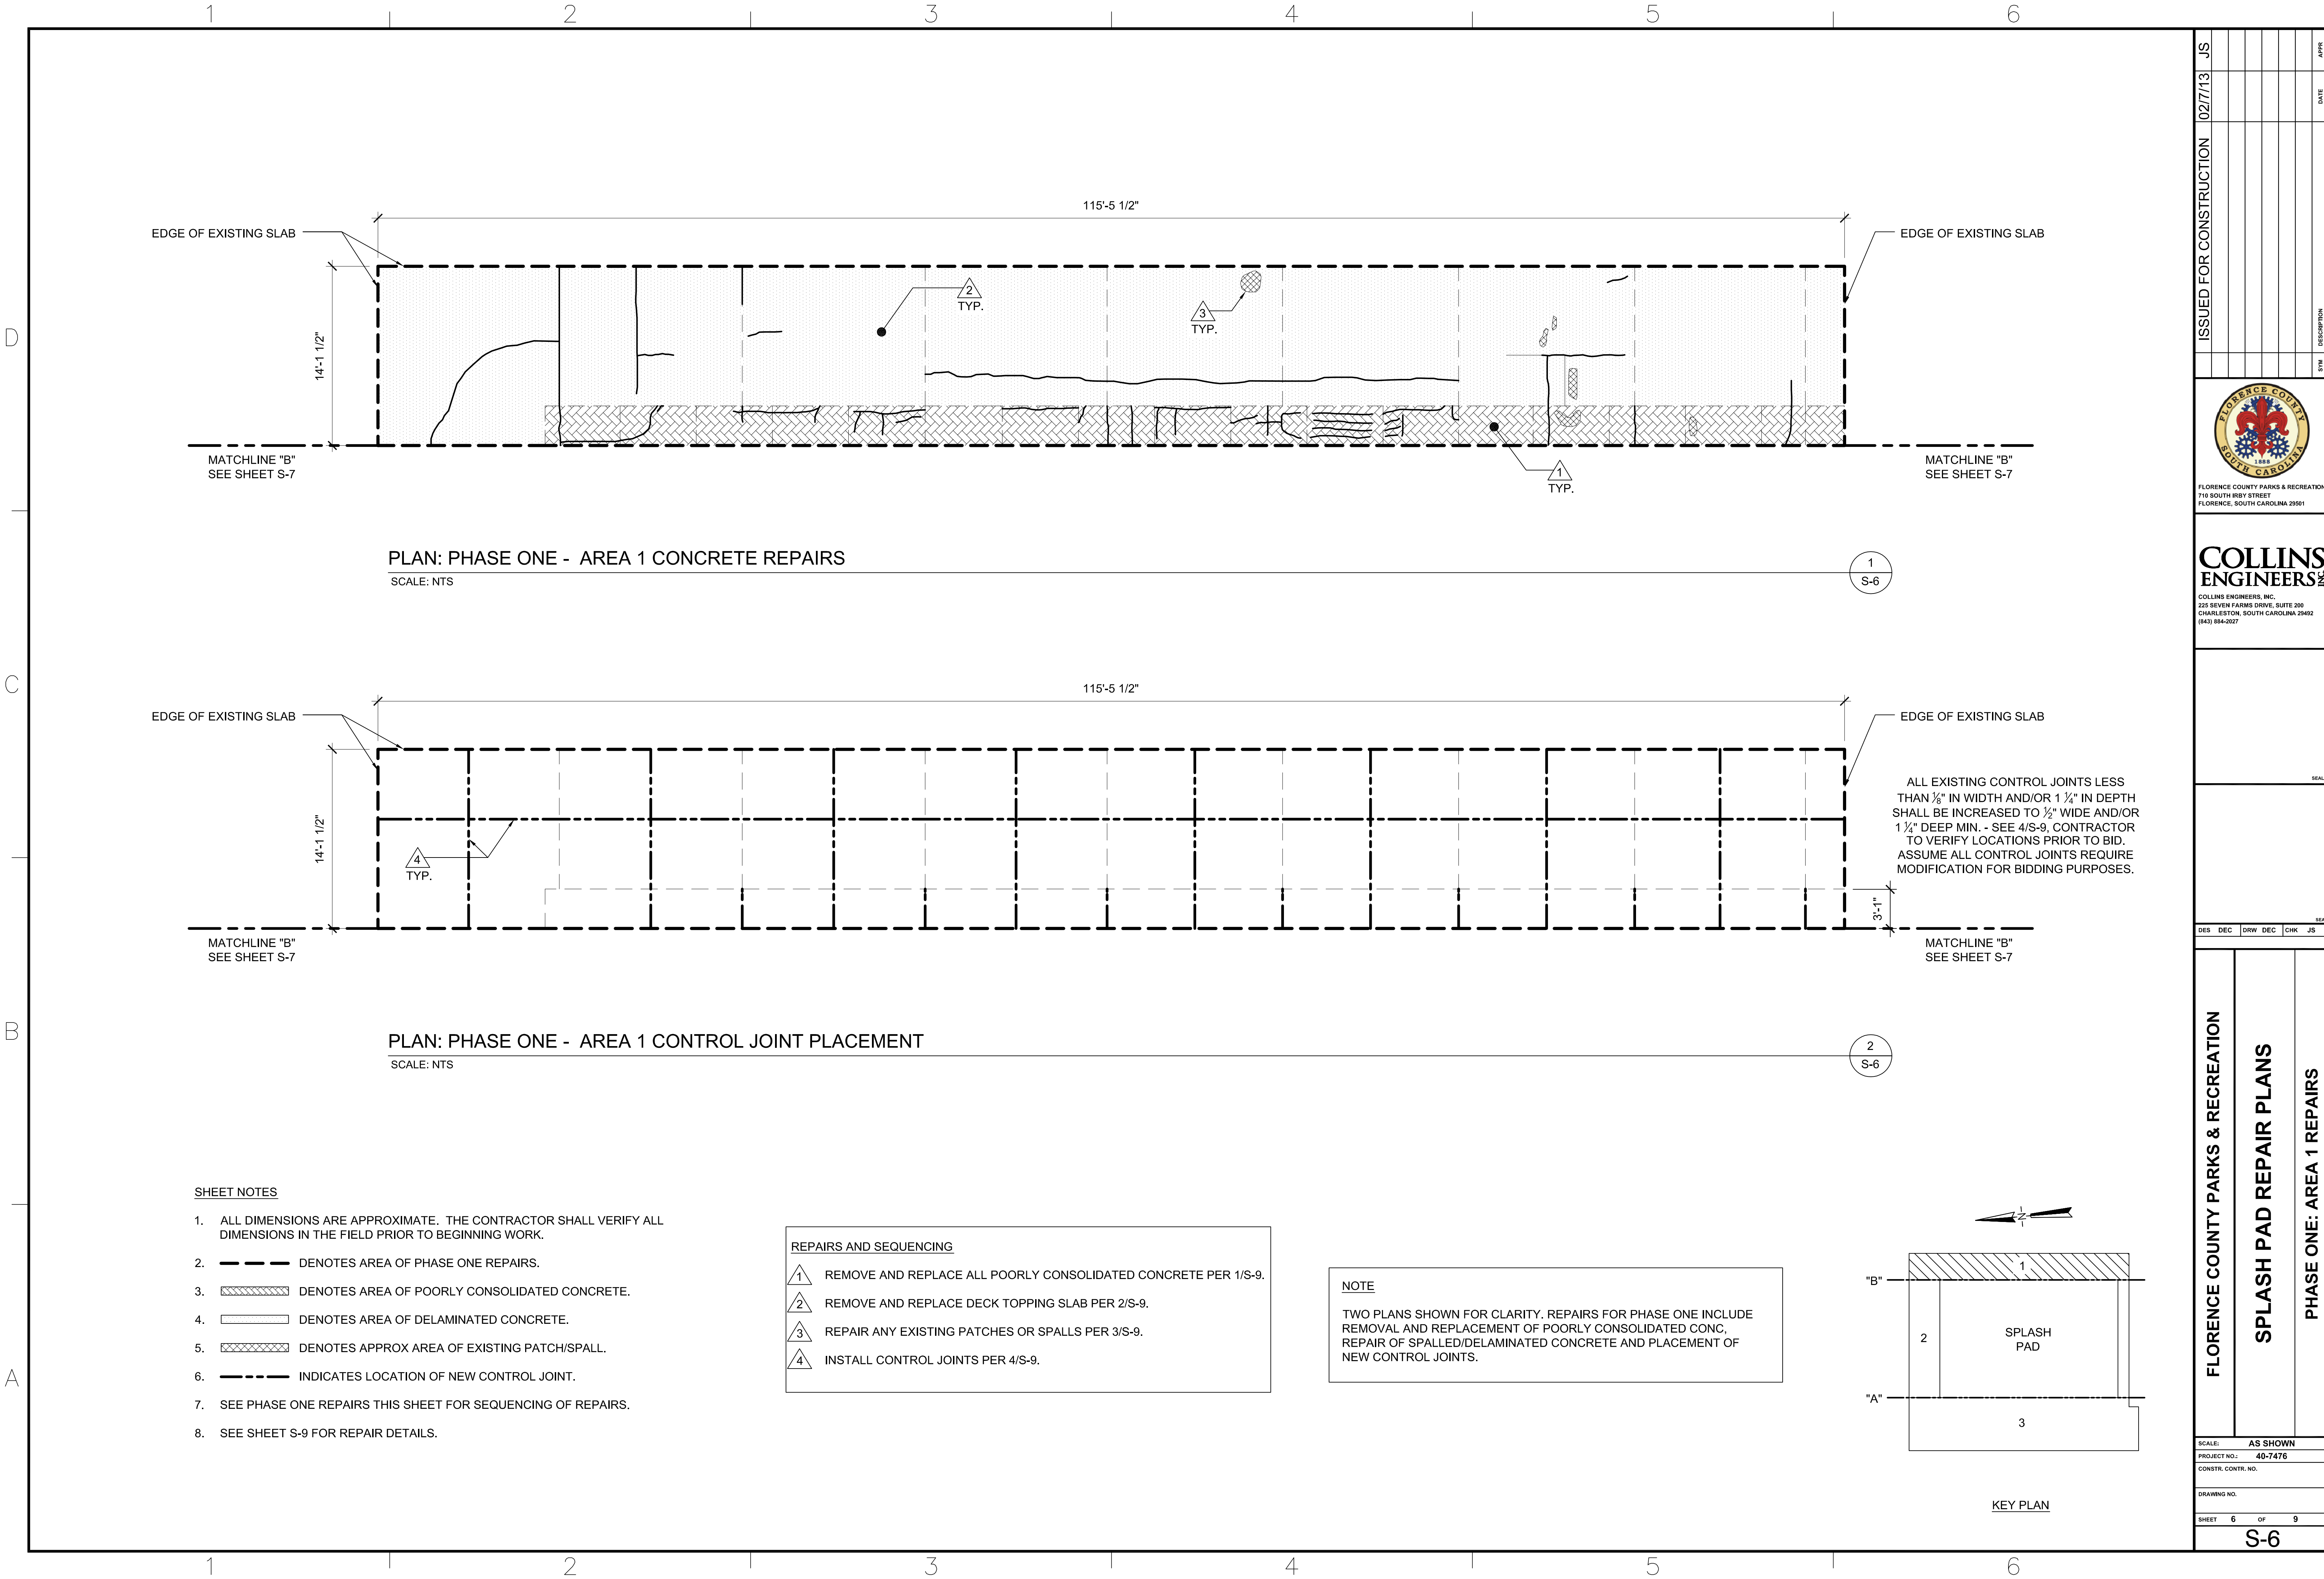 1 2 3 4 5 6
D
C
B
A
115'-5 1/2"
EDGE OF EXISTING SLAB
EDGE OF EXISTING SLAB
14'-1 1/2"
2
TYP.
3
TYP.
1
TYP.
MATCHLINE "B"
SEE SHEET S-7
MATCHLINE "B"
SEE SHEET S-7
PLAN: PHASE ONE - AREA 1 CONCRETE REPAIRS
SCALE: NTS
1
S-6
115'-5 1/2"
EDGE OF EXISTING SLAB
EDGE OF EXISTING SLAB
14'-1 1/2"
4
TYP.
3'-1"
ALL EXISTING CONTROL JOINTS LESS
THAN 1⁄8" IN WIDTH AND/OR 1 1⁄4" IN DEPTH
SHALL BE INCREASED TO 1⁄2" WIDE AND/OR
1 1⁄4" DEEP MIN. - SEE 4/S-9, CONTRACTOR
TO VERIFY LOCATIONS PRIOR TO BID.
ASSUME ALL CONTROL JOINTS REQUIRE
MODIFICATION FOR BIDDING PURPOSES.
MATCHLINE "B"
SEE SHEET S-7
MATCHLINE "B"
SEE SHEET S-7
PLAN: PHASE ONE - AREA 1 CONTROL JOINT PLACEMENT
SCALE: NTS
2
S-6
SHEET NOTES
1. ALL DIMENSIONS ARE APPROXIMATE. THE CONTRACTOR SHALL VERIFY ALL
DIMENSIONS IN THE FIELD PRIOR TO BEGINNING WORK.
2. DENOTES AREA OF PHASE ONE REPAIRS.
3. DENOTES AREA OF POORLY CONSOLIDATED CONCRETE.
4. DENOTES AREA OF DELAMINATED CONCRETE.
5. DENOTES APPROX AREA OF EXISTING PATCH/SPALL.
6. INDICATES LOCATION OF NEW CONTROL JOINT.
7. SEE PHASE ONE REPAIRS THIS SHEET FOR SEQUENCING OF REPAIRS.
8. SEE SHEET S-9 FOR REPAIR DETAILS.
REPAIRS AND SEQUENCING
1 REMOVE AND REPLACE ALL POORLY CONSOLIDATED CONCRETE PER 1/S-9.
2 REMOVE AND REPLACE DECK TOPPING SLAB PER 2/S-9.
3 REPAIR ANY EXISTING PATCHES OR SPALLS PER 3/S-9.
4 INSTALL CONTROL JOINTS PER 4/S-9.
NOTE
TWO PLANS SHOWN FOR CLARITY. REPAIRS FOR PHASE ONE INCLUDE
REMOVAL AND REPLACEMENT OF POORLY CONSOLIDATED CONC,
REPAIR OF SPALLED/DELAMINATED CONCRETE AND PLACEMENT OF
NEW CONTROL JOINTS.
N
1
"B"
2
SPLASH
PAD
"A"
3
KEY PLAN
1 2 3 4 5 6
ISSUED FOR CONSTRUCTION 02/7/13 JS
SYM DESCRIPTION DATE APPR
FLORENCE COUNTY
1888
SOUTH CAROLINA
FLORENCE COUNTY PARKS & RECREATION
710 SOUTH IRBY STREET
FLORENCE, SOUTH CAROLINA 29501
COLLINS
ENGINEERS INC.
COLLINS ENGINEERS, INC.
225 SEVEN FARMS DRIVE, SUITE 200
CHARLESTON, SOUTH CAROLINA 29492
(843) 884-2027
SEAL
SEA
DES DEC DRW DEC CHK JS
FLORENCE COUNTY PARKS & RECREATION
SPLASH PAD REPAIR PLANS
PHASE ONE: AREA 1 REPAIRS
SCALE: AS SHOWN
PROJECT NO.: 40-7476
CONSTR. CONTR. NO.
DRAWING NO.
SHEET 6 OF 9
S-6